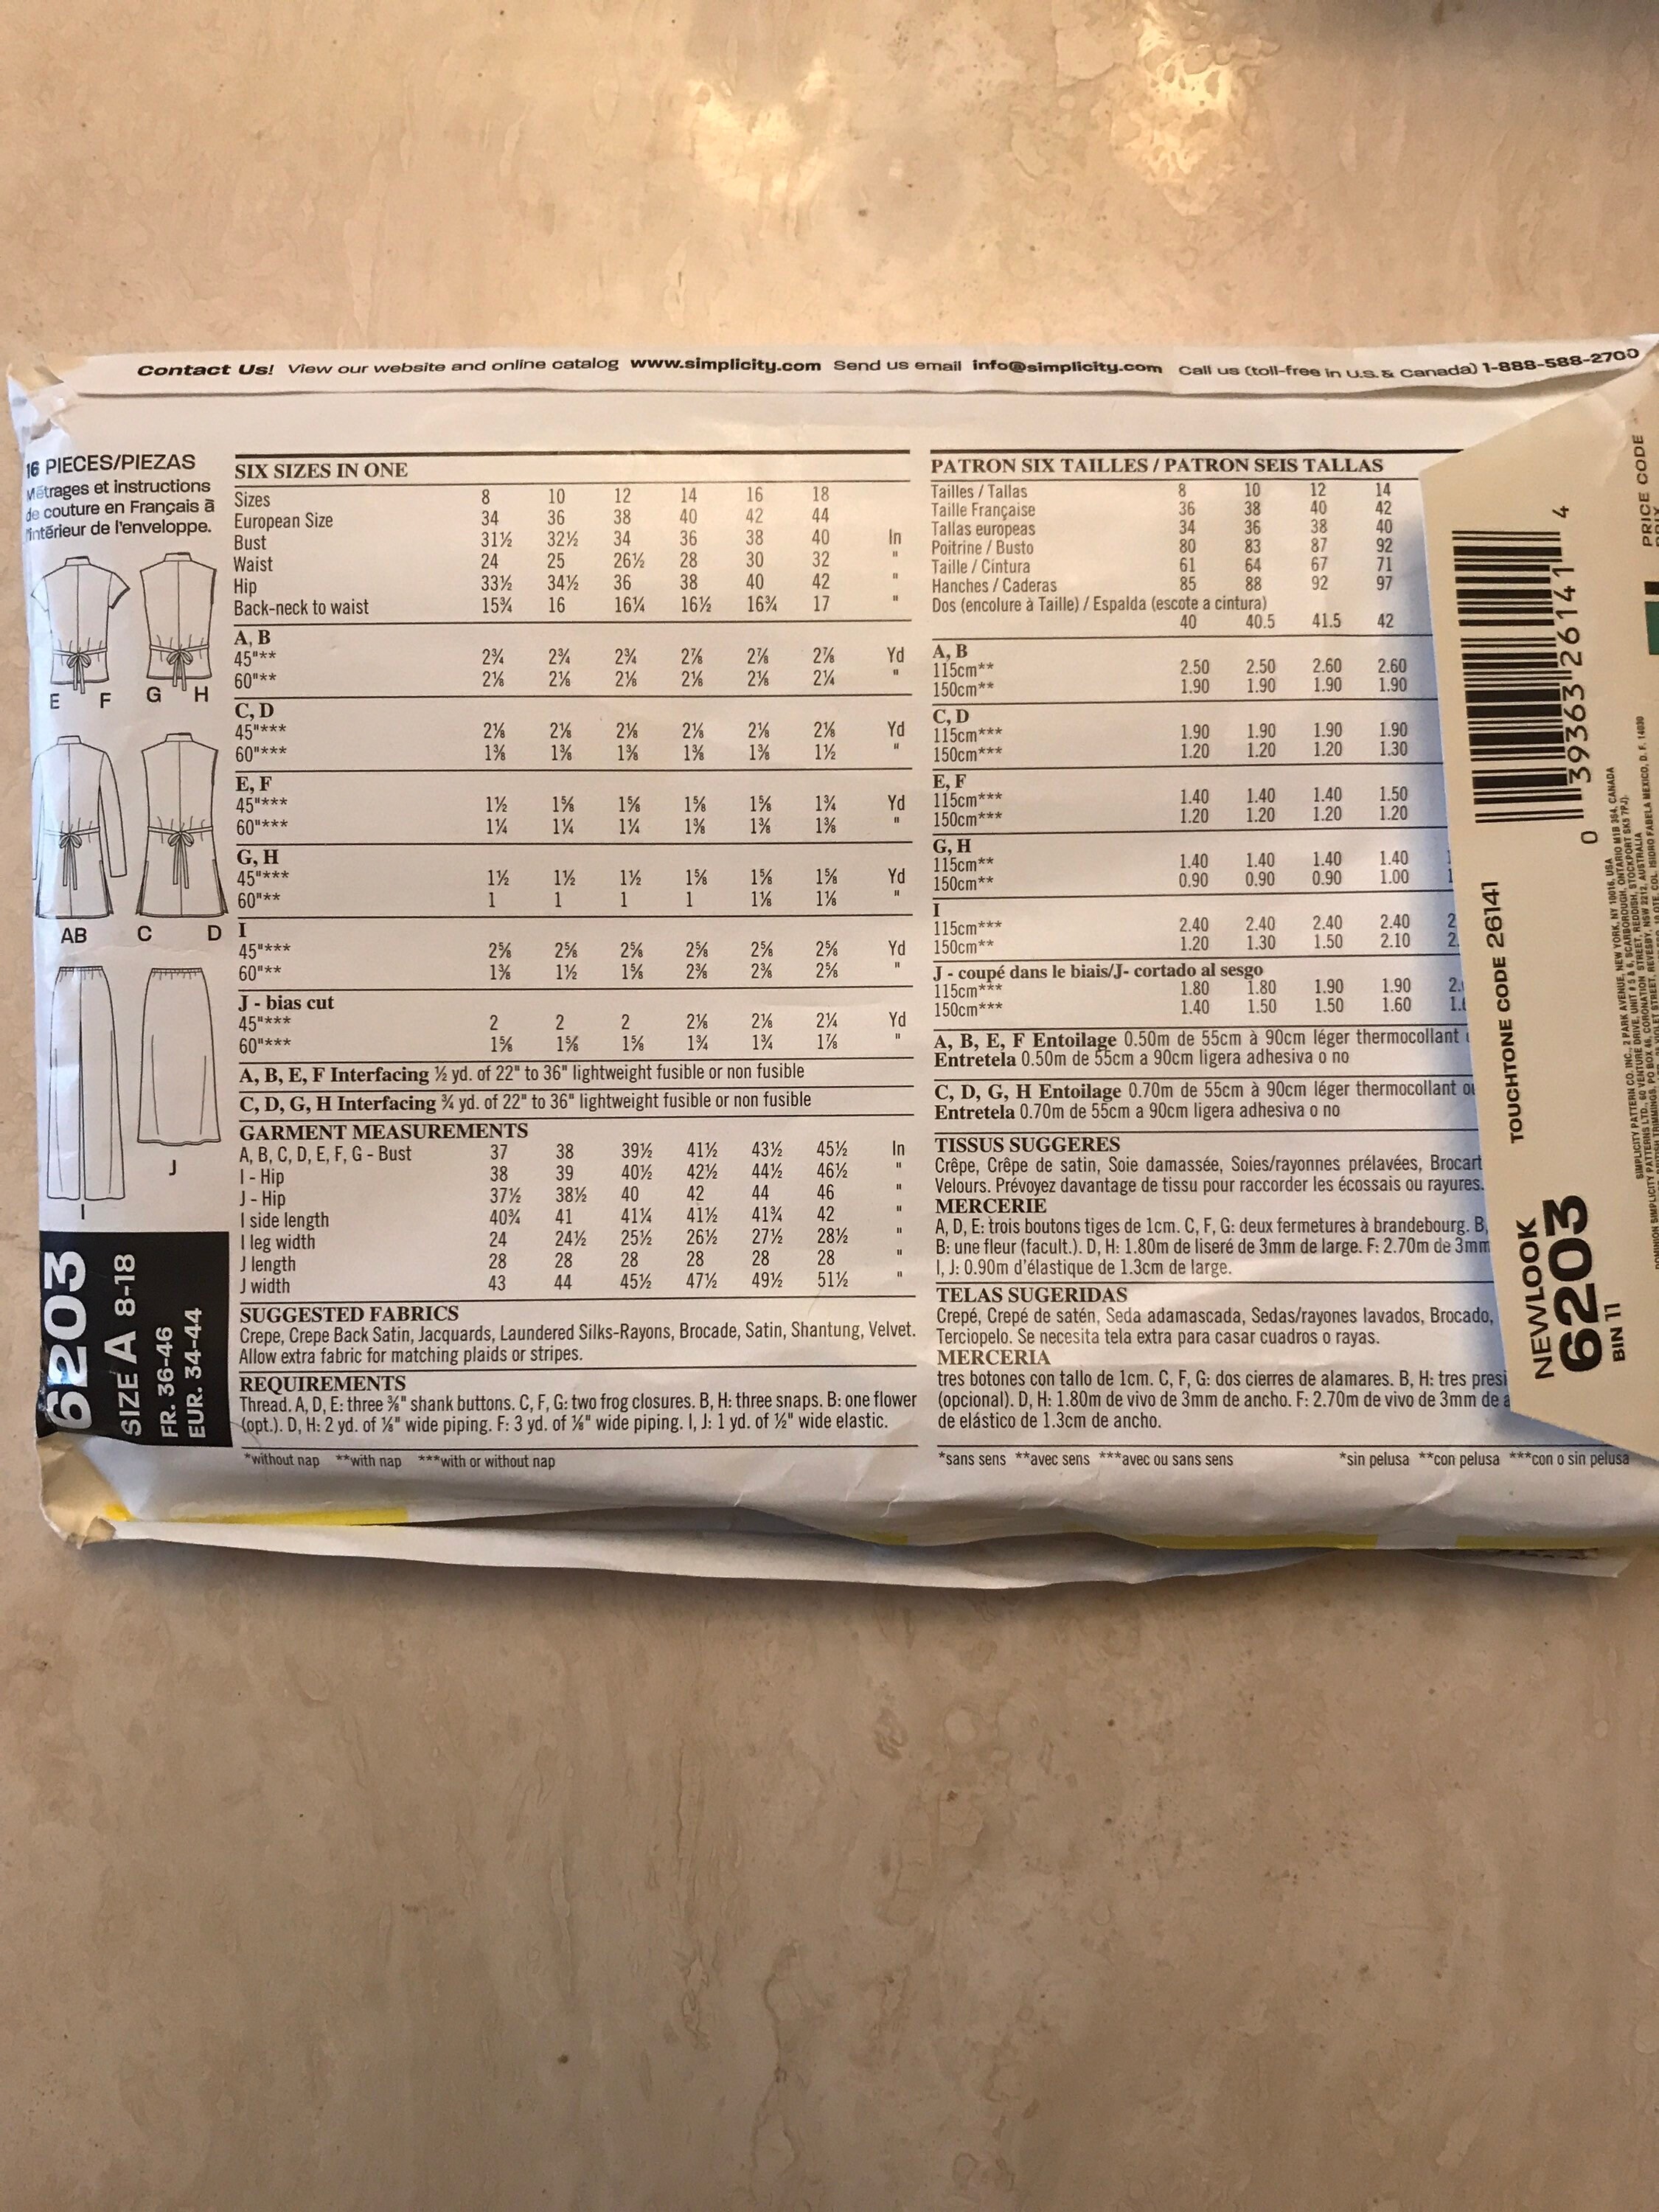 Contact Us! View our website and online catalog www.simplicity.com Send us email info@simplicity.com Call us (toll-free in U.S. & Canada) 1-888-588-2700
16 PIECES/PIEZAS
Métrages et instructions
de couture en Français à
l'intérieur de l'enveloppe.
E F G H
AB C D
I J
6203
SIZE A 8-18
FR. 36-46
EUR. 34-44
SIX SIZES IN ONE
Sizes 8 10 12 14 16 18
European Size 34 36 38 40 42 44
Bust 31½ 32½ 34 36 38 40 In
Waist 24 25 26½ 28 30 32 "
Hip 33½ 34½ 36 38 40 42 "
Back-neck to waist 15¾ 16 16¼ 16½ 16¾ 17 "
A, B
45"** 2¾ 2¾ 2¾ 2⅞ 2⅞ 2⅞ Yd
60"** 2⅛ 2⅛ 2⅛ 2⅛ 2⅛ 2¼ "
C, D
45"*** 2⅛ 2⅛ 2⅛ 2⅛ 2⅛ 2⅛ Yd
60"*** 1⅜ 1⅜ 1⅜ 1⅜ 1⅜ 1½ "
E, F
45"*** 1½ 1⅝ 1⅝ 1⅝ 1⅝ 1¾ Yd
60"*** 1¼ 1¼ 1¼ 1⅜ 1⅜ 1⅜ "
G, H
45"*** 1½ 1½ 1½ 1⅝ 1⅝ 1⅝ Yd
60"** 1 1 1 1 1⅛ 1⅛ "
I
45"*** 2⅝ 2⅝ 2⅝ 2⅝ 2⅝ 2⅝ Yd
60"** 1⅜ 1½ 1⅝ 2⅜ 2⅜ 2⅝ "
J - bias cut
45"*** 2 2 2 2⅛ 2⅛ 2¼ Yd
60"*** 1⅝ 1⅝ 1⅝ 1¾ 1¾ 1⅞ "
A, B, E, F Interfacing ½ yd. of 22" to 36" lightweight fusible or non fusible
C, D, G, H Interfacing ¾ yd. of 22" to 36" lightweight fusible or non fusible
GARMENT MEASUREMENTS
A, B, C, D, E, F, G - Bust 37 38 39½ 41½ 43½ 45½ In
I - Hip 38 39 40½ 42½ 44½ 46½ "
J - Hip 37½ 38½ 40 42 44 46 "
I side length 40¾ 41 41¼ 41½ 41¾ 42 "
I leg width 24 24½ 25½ 26½ 27½ 28½ "
J length 28 28 28 28 28 28 "
J width 43 44 45½ 47½ 49½ 51½ "
SUGGESTED FABRICS
Crepe, Crepe Back Satin, Jacquards, Laundered Silks-Rayons, Brocade, Satin, Shantung, Velvet.
Allow extra fabric for matching plaids or stripes.
REQUIREMENTS
Thread. A, D, E: three ⅜" shank buttons. C, F, G: two frog closures. B, H: three snaps. B: one flower
(opt.). D, H: 2 yd. of ⅛" wide piping. F: 3 yd. of ⅛" wide piping. I, J: 1 yd. of ½" wide elastic.
*without nap **with nap ***with or without nap
PATRON SIX TAILLES / PATRON SEIS TALLAS
Tailles / Tallas 8 10 12 14
Taille Française 36 38 40 42
Tallas europeas 34 36 38 40
Poitrine / Busto 80 83 87 92
Taille / Cintura 61 64 67 71
Hanches / Caderas 85 88 92 97
Dos (encolure à Taille) / Espalda (escote a cintura)
40 40.5 41.5 42
A, B
115cm** 2.50 2.50 2.60 2.60
150cm** 1.90 1.90 1.90 1.90
C, D
115cm*** 1.90 1.90 1.90 1.90
150cm*** 1.20 1.20 1.20 1.30
E, F
115cm*** 1.40 1.40 1.40 1.50
150cm*** 1.20 1.20 1.20 1.20
G, H
115cm** 1.40 1.40 1.40 1.40
150cm** 0.90 0.90 0.90 1.00
I
115cm*** 2.40 2.40 2.40 2.40 2
150cm** 1.20 1.30 1.50 2.10 2.
J - coupé dans le biais/J- cortado al sesgo
115cm*** 1.80 1.80 1.90 1.90 2.
150cm*** 1.40 1.50 1.50 1.60 1.
A, B, E, F Entoilage 0.50m de 55cm à 90cm léger thermocollant
Entretela 0.50m de 55cm a 90cm ligera adhesiva o no
C, D, G, H Entoilage 0.70m de 55cm à 90cm léger thermocollant ou
Entretela 0.70m de 55cm a 90cm ligera adhesiva o no
TISSUS SUGGERES
Crêpe, Crêpe de satin, Soie damassée, Soies/rayonnes prélavées, Brocart
Velours. Prévoyez davantage de tissu pour raccorder les écossais ou rayures.
MERCERIE
A, D, E: trois boutons tiges de 1cm. C, F, G: deux fermetures à brandebourg. B,
B: une fleur (facult.). D, H: 1.80m de liseré de 3mm de large. F: 2.70m de 3mm
I, J: 0.90m d'élastique de 1.3cm de large.
TELAS SUGERIDAS
Crepé, Crepé de satén, Seda adamascada, Sedas/rayones lavados, Brocado,
Terciopelo. Se necesita tela extra para casar cuadros o rayas.
MERCERIA
tres botones con tallo de 1cm. C, F, G: dos cierres de alamares. B, H: tres presi
(opcional). D, H: 1.80m de vivo de 3mm de ancho. F: 2.70m de vivo de 3mm de a
de elástico de 1.3cm de ancho.
*sans sens **avec sens ***avec ou sans sens *sin pelusa **con pelusa ***con o sin pelusa
0 39363 26141 4
TOUCHTONE CODE 26141
NEWLOOK
6203
BIN 11
SIMPLICITY PATTERN CO. INC., 2 PARK AVENUE, NEW YORK, NY 10016, USA
PRICE CODE